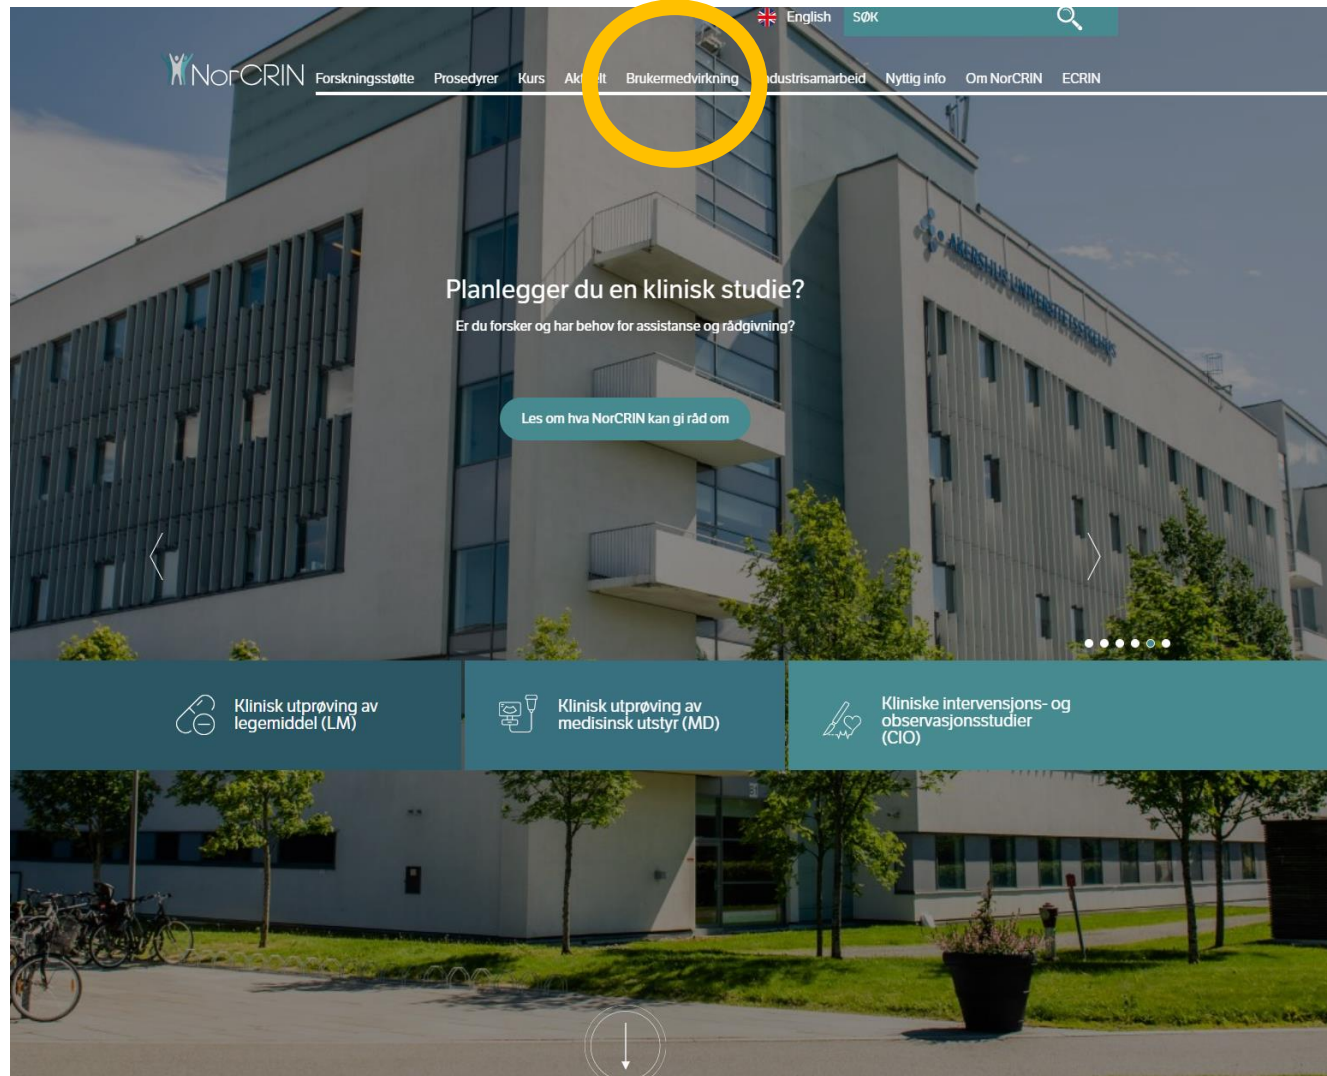 English SØK
NorCRIN
Forskningsstøtte Prosedyrer Kurs Brukermedvirkning Industrisamarbeid Nyttig info Om NorCRIN ECRIN
AKERSHUS UNIVERSITETSSYKEHUS
Planlegger du en klinisk studie?
Er du forsker og har behov for assistanse og rådgivning?
Les om hva NorCRIN kan gi råd om
Klinisk utprøving av
legemiddel (LM)
Klinisk utprøving av
medisinsk utstyr (MD)
Kliniske intervensjons- og
observasjonsstudier
(CIO)